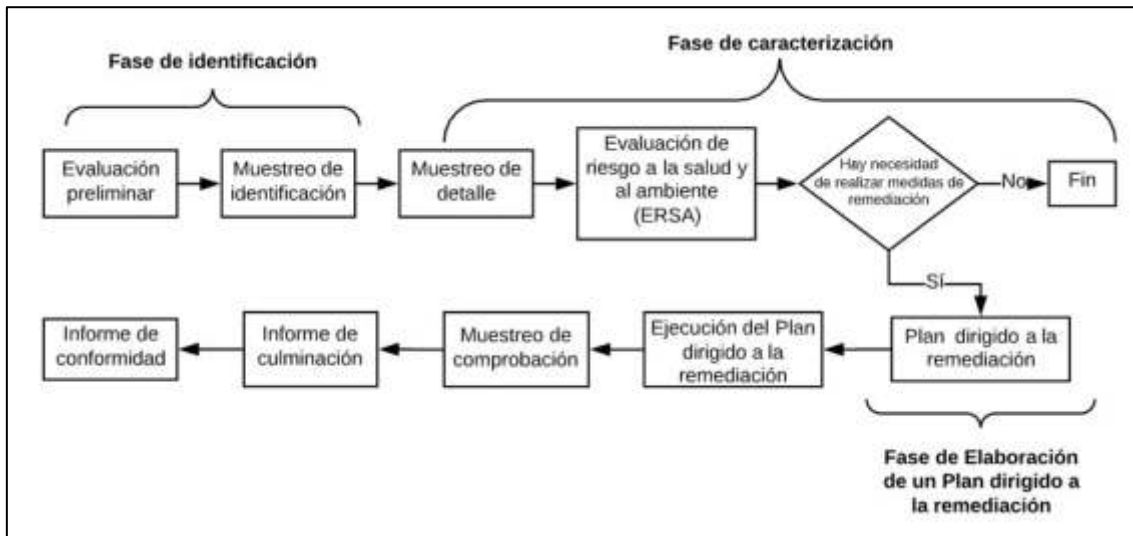 Fase de identificación
Fase de caracterización
Evaluación
preliminar
Muestreo de
identificación
Muestreo de
detalle
Evaluación de
riesgo a la salud y
al ambiente
(ERSA)
Hay necesidad
de realizar medidas de
remediación
No
Fin
Sí
Informe de
conformidad
Informe de
culminación
Muestreo de
comprobación
Ejecución del Plan
dirigido a la
remediación
Plan dirigido a la
remediación
Fase de Elaboración
de un Plan dirigido a
la remediación